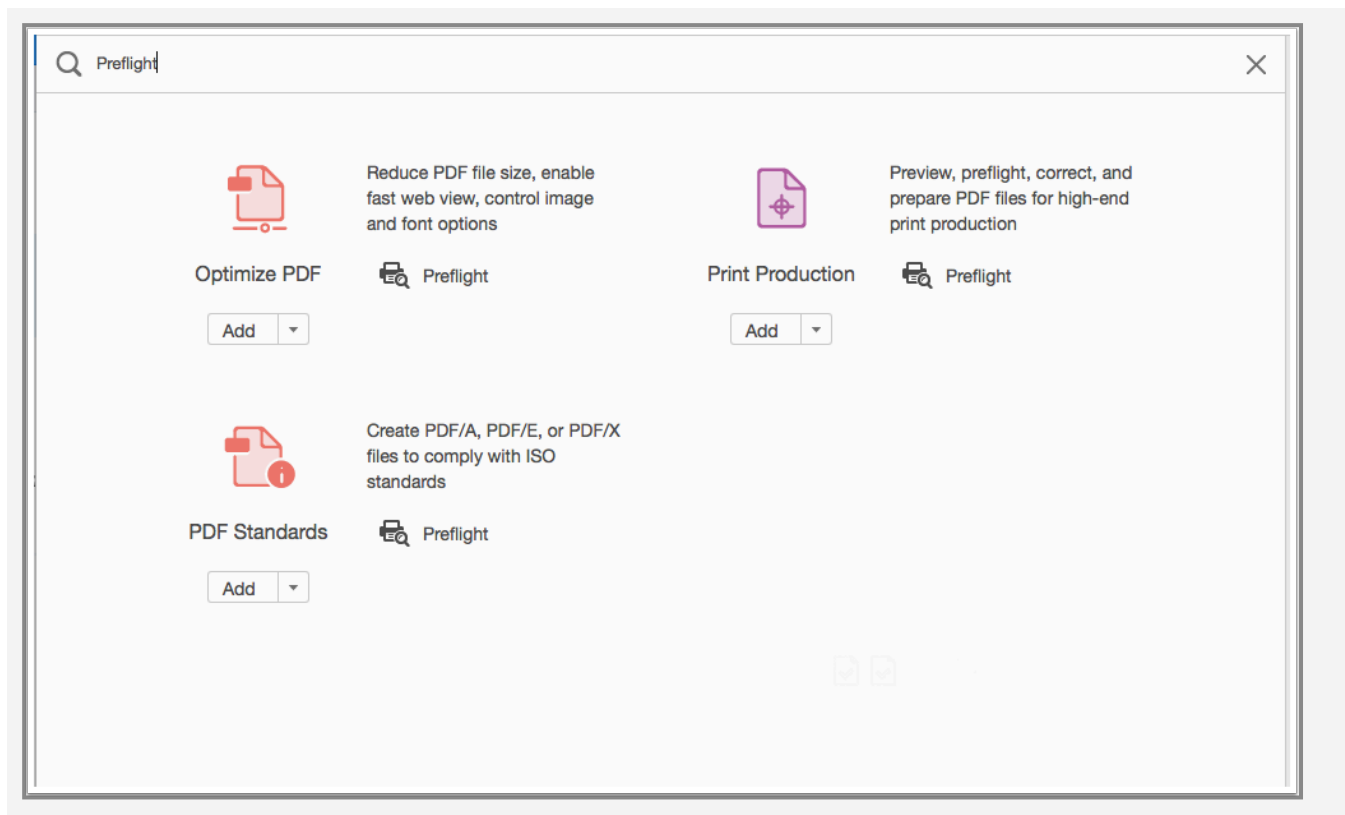 Preflight
Reduce PDF file size, enable
fast web view, control image
and font options
Optimize PDF
Preflight
Add
Preview, preflight, correct, and
prepare PDF files for high-end
print production
Print Production
Preflight
Add
Create PDF/A, PDF/E, or PDF/X
files to comply with ISO
standards
PDF Standards
Preflight
Add